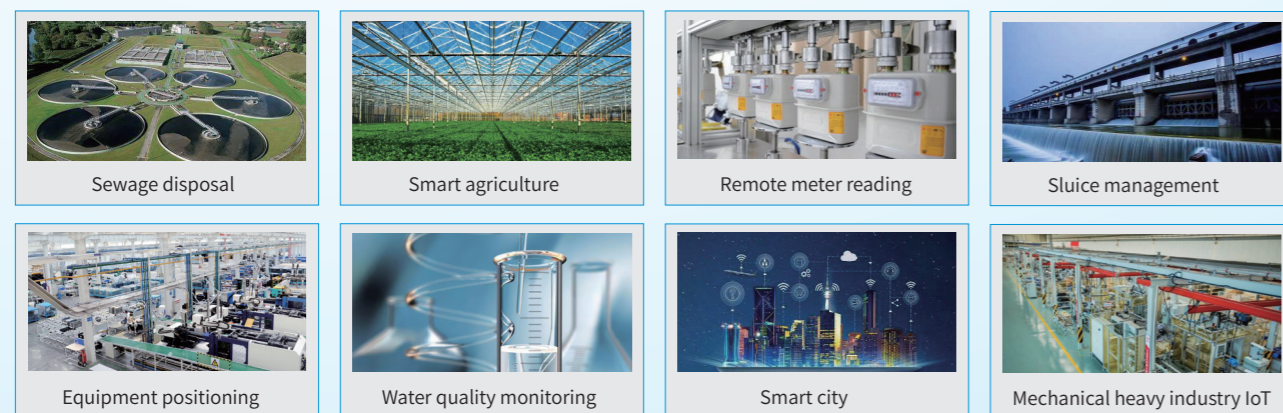 Sewage disposal
Smart agriculture
Remote meter reading
Sluice management
Equipment positioning
Water quality monitoring
Smart city
Mechanical heavy industry IoT